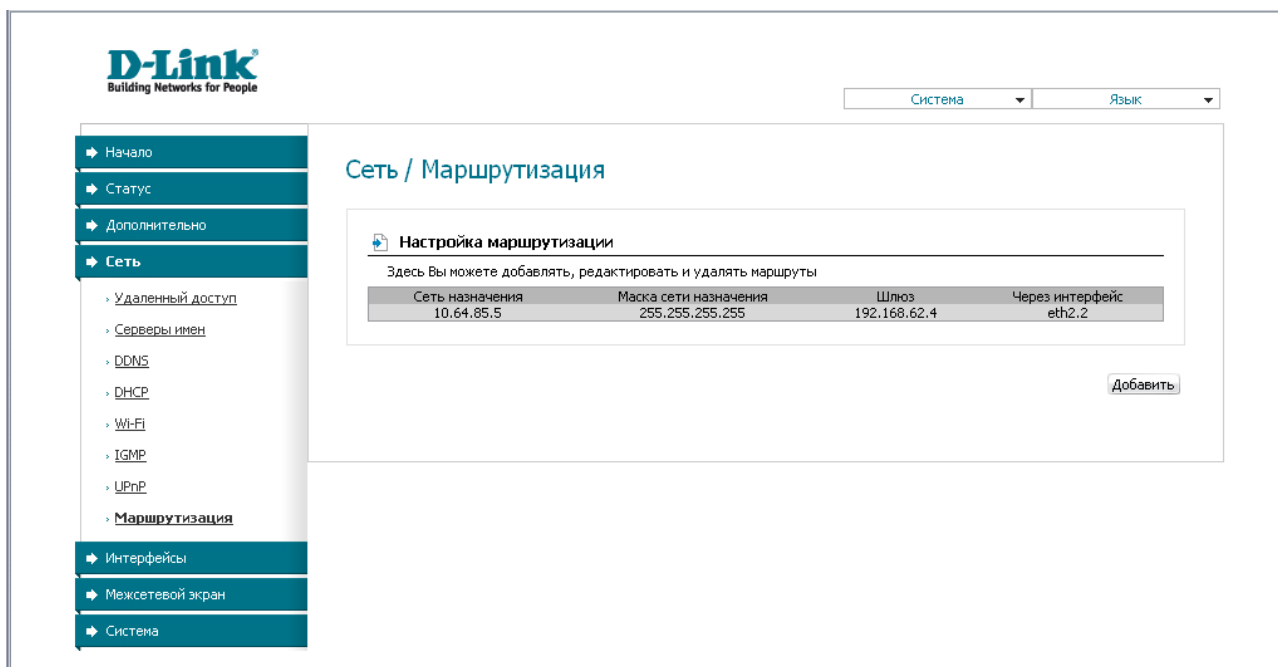 D-Link
Building Networks for People
Система Язык
Начало
Статус
Дополнительно
Сеть
Удаленный доступ
Серверы имен
DDNS
DHCP
Wi-Fi
IGMP
UPnP
Маршрутизация
Интерфейсы
Межсетевой экран
Система
Сеть / Маршрутизация
Настройка маршрутизации
Здесь Вы можете добавлять, редактировать и удалять маршруты
Сеть назначения Маска сети назначения Шлюз Через интерфейс
10.64.85.5 255.255.255.255 192.168.62.4 eth2.2
Добавить